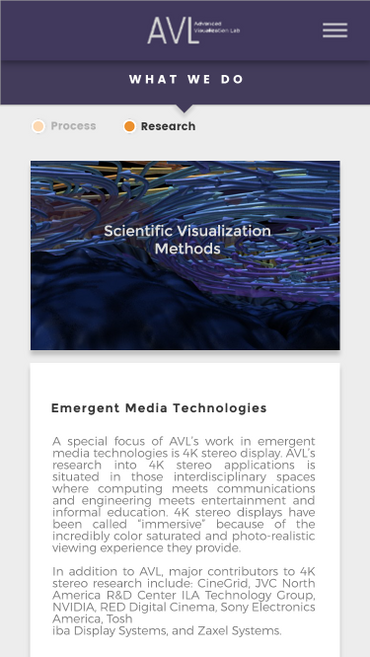 AVL Advanced
Visualization Lab
WHAT WE DO
Process
Research
Scientific Visualization
Methods
Emergent Media Technologies
A special focus of AVL's work in emergent
media technologies is 4K stereo display. AVL's
research into 4K stereo applications is
situated in those interdisciplinary spaces
where computing meets communications
and engineering meets entertainment and
informal education. 4K stereo displays have
been called "immersive" because of the
incredibly color saturated and photo-realistic
viewing experience they provide.
In addition to AVL, major contributors to 4K
stereo research include: CineGrid, JVC North
America R&D Center ILA Technology Group,
NVIDIA, RED Digital Cinema, Sony Electronics
America, Tosh
iba Display Systems, and Zaxel Systems.